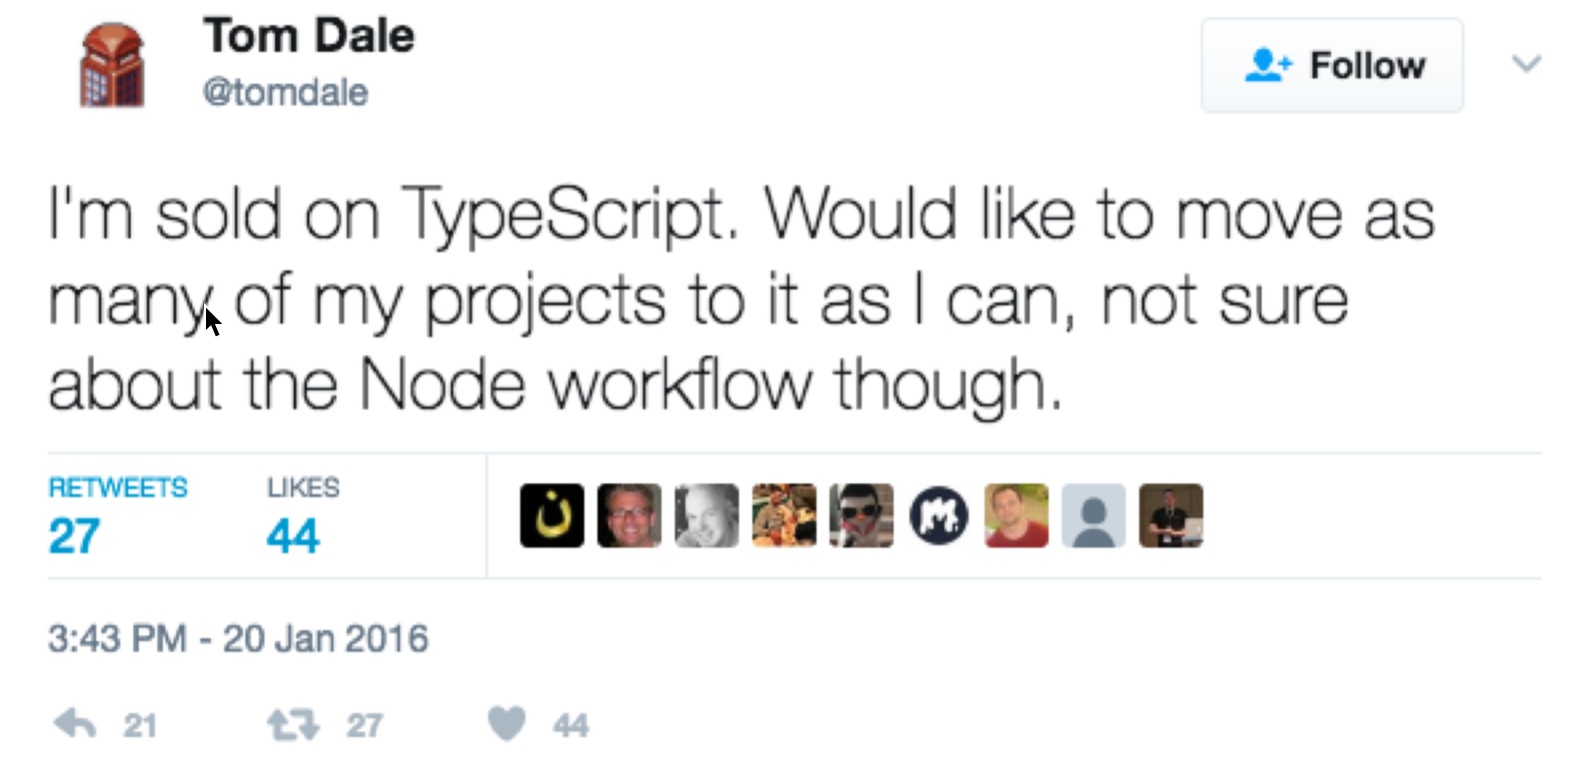 Tom Dale
@tomdale
Follow
I'm sold on TypeScript. Would like to move as
many of my projects to it as I can, not sure
about the Node workflow though.
RETWEETS
27
LIKES
44
ن
M
3:43 PM - 20 Jan 2016
21
27
44